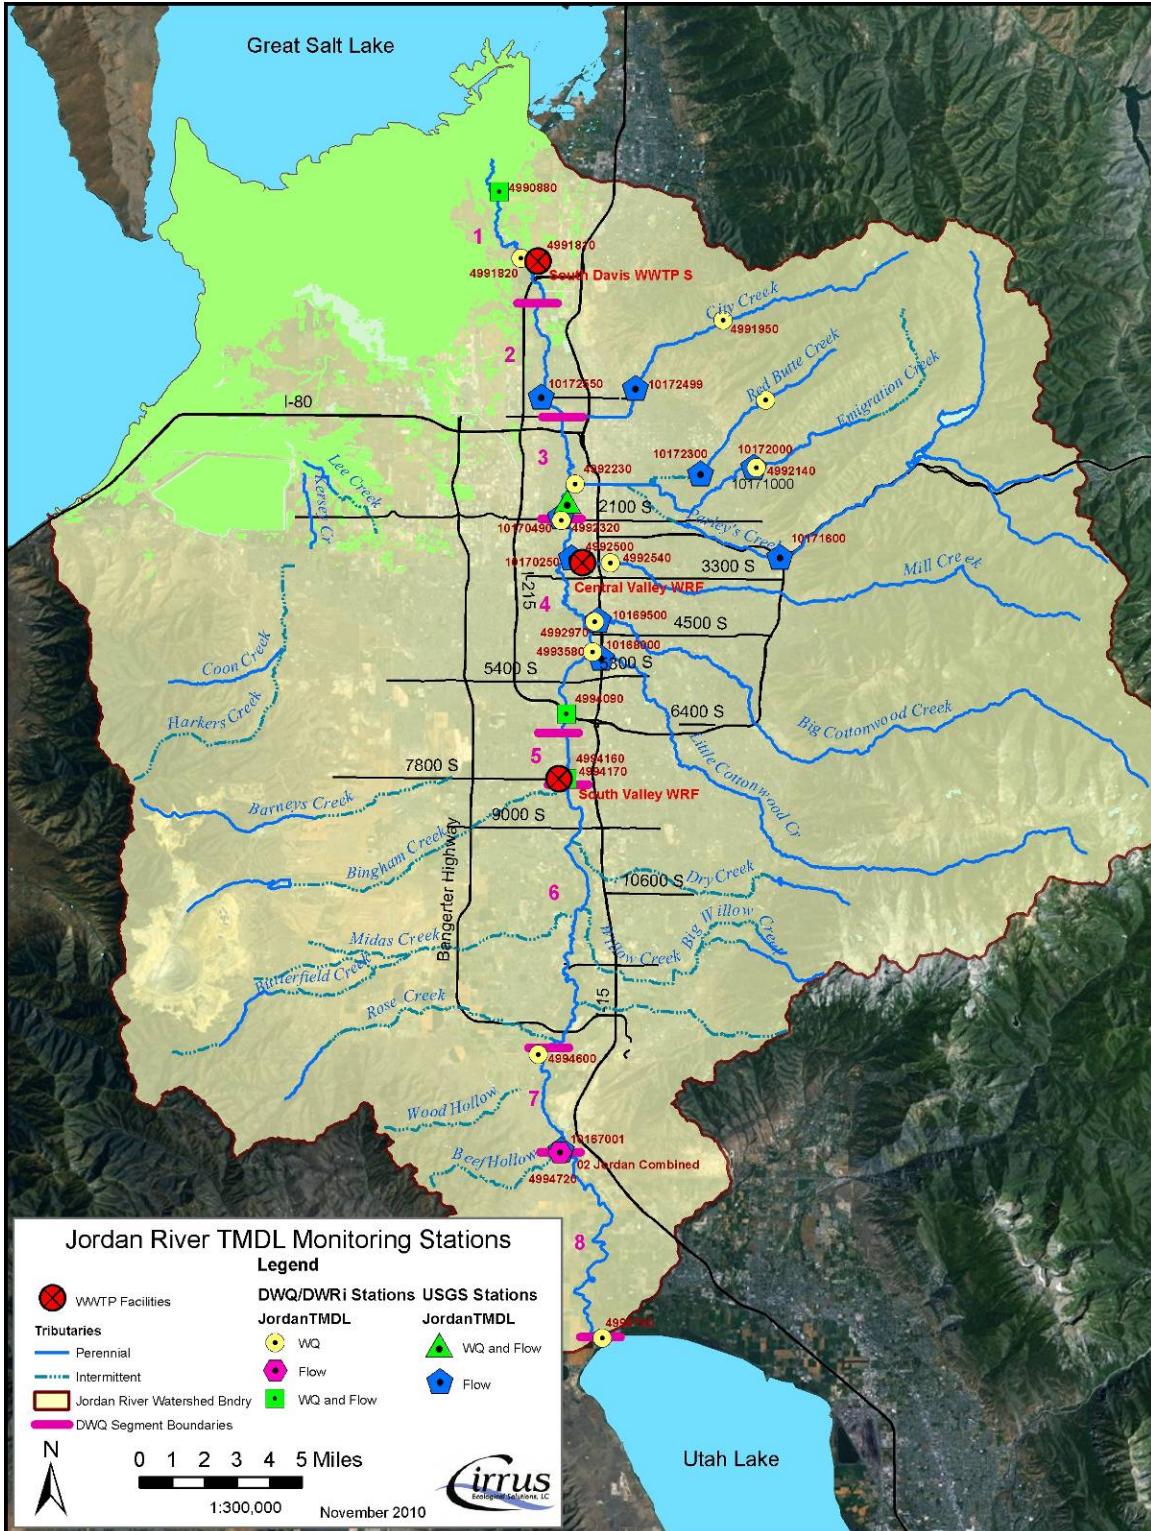 Great Salt Lake
4990880
1
4991810
4991820
South Davis WWTP S
City Creek
4991950
2
Red Butte Creek
10172550
10172499
Emigration Creek
I-80
3
Lee Creek
Kersey Cr
4992230
10172300
10172000
4992140
10171000
2100 S
10170490
4992320
Parley's Creek
10171600
4992500
10170250
4992540
3300 S
Mill Creek
Central Valley WRF
I-215
4
10169500
4992970
4500 S
10168000
4993580
5300 S
Coon Creek
5400 S
Harkers Creek
4994090
6400 S
Big Cottonwood Creek
Little Cottonwood Cr
5
4994160
7800 S
4994170
South Valley WRF
Barneys Creek
9000 S
Bingham Creek
Bangerter Highway
Dry Creek
10600 S
6
Big Willow Creek
Willow Creek
Midas Creek
Butterfield Creek
Rose Creek
-15
4994600
7
Wood Hollow
10167001
Beef Hollow
02 Jordan Combined
4994720
8
Utah Lake
Jordan River TMDL Monitoring Stations
Legend
WWTP Facilities
Tributaries
Perennial
Intermittent
Jordan River Watershed Bndry
DWQ Segment Boundaries
DWQ/DWRi Stations
JordanTMDL
WQ
Flow
WQ and Flow
USGS Stations
JordanTMDL
WQ and Flow
Flow
N
0 1 2 3 4 5 Miles
1:300,000
November 2010
Cirrus
Ecological Solutions, LC